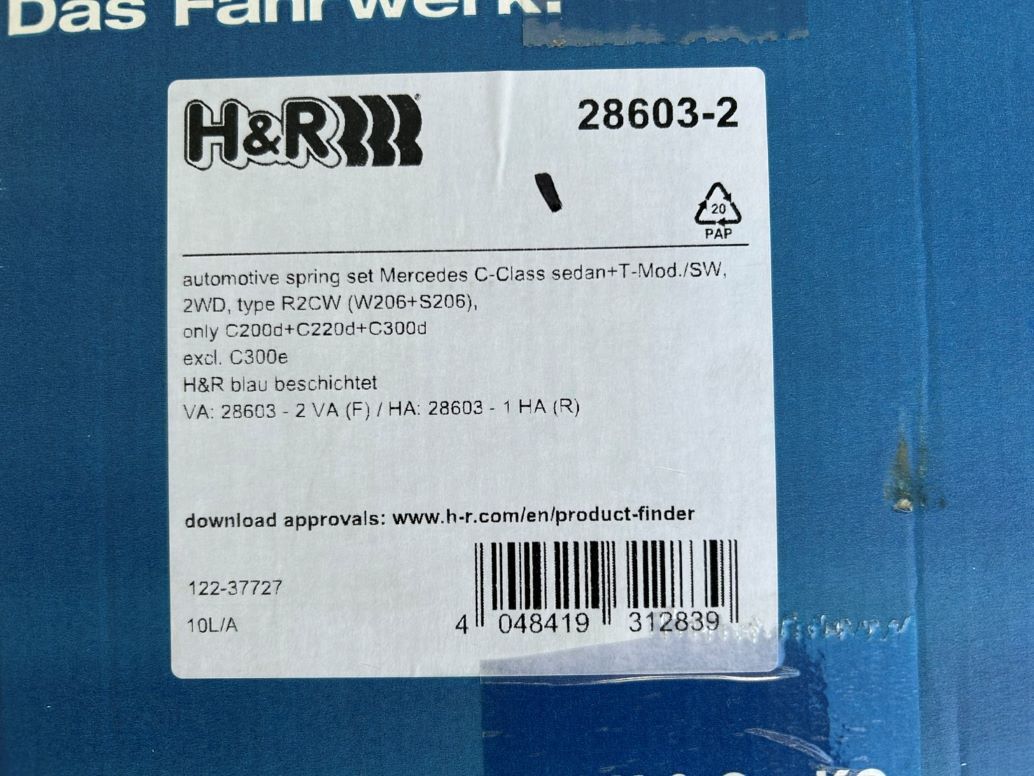 Das Fahrwerk.
H&R
28603-2
20
PAP
automotive spring set Mercedes C-Class sedan+T-Mod./SW,
2WD, type R2CW (W206+S206),
only C200d+C220d+C300d
excl. C300e
H&R blau beschichtet
VA: 28603 - 2 VA (F) / HA: 28603 - 1 HA (R)
download approvals: www.h-r.com/en/product-finder
122-37727
10L/A
4 048419 312839